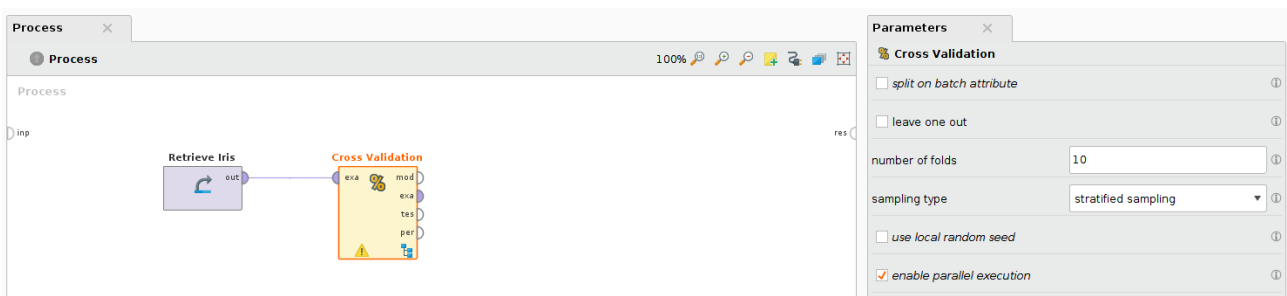 Process
Process
100%
Process
inp
res
Retrieve Iris
out
Cross Validation
exa
mod
exa
tes
per
Parameters
Cross Validation
split on batch attribute
leave one out
number of folds
10
sampling type
stratified sampling
use local random seed
enable parallel execution